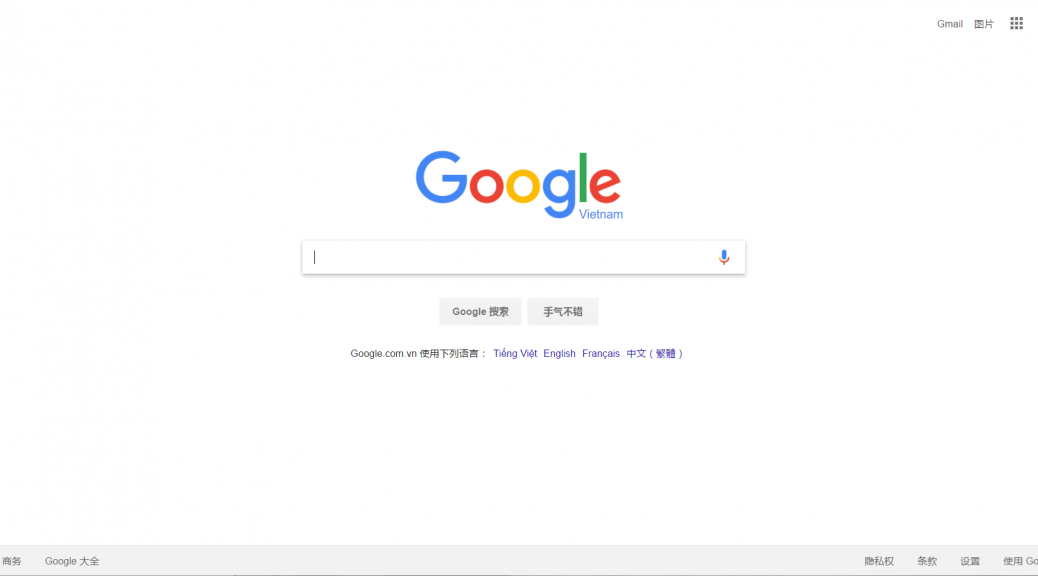 Gmail 图片
Google
Vietnam
Google 搜索 手气不错
Google.com.vn 使用下列语言： Tiếng Việt English Français 中文（繁體）
商务 Google 大全 隐私权 条款 设置 使用 Go